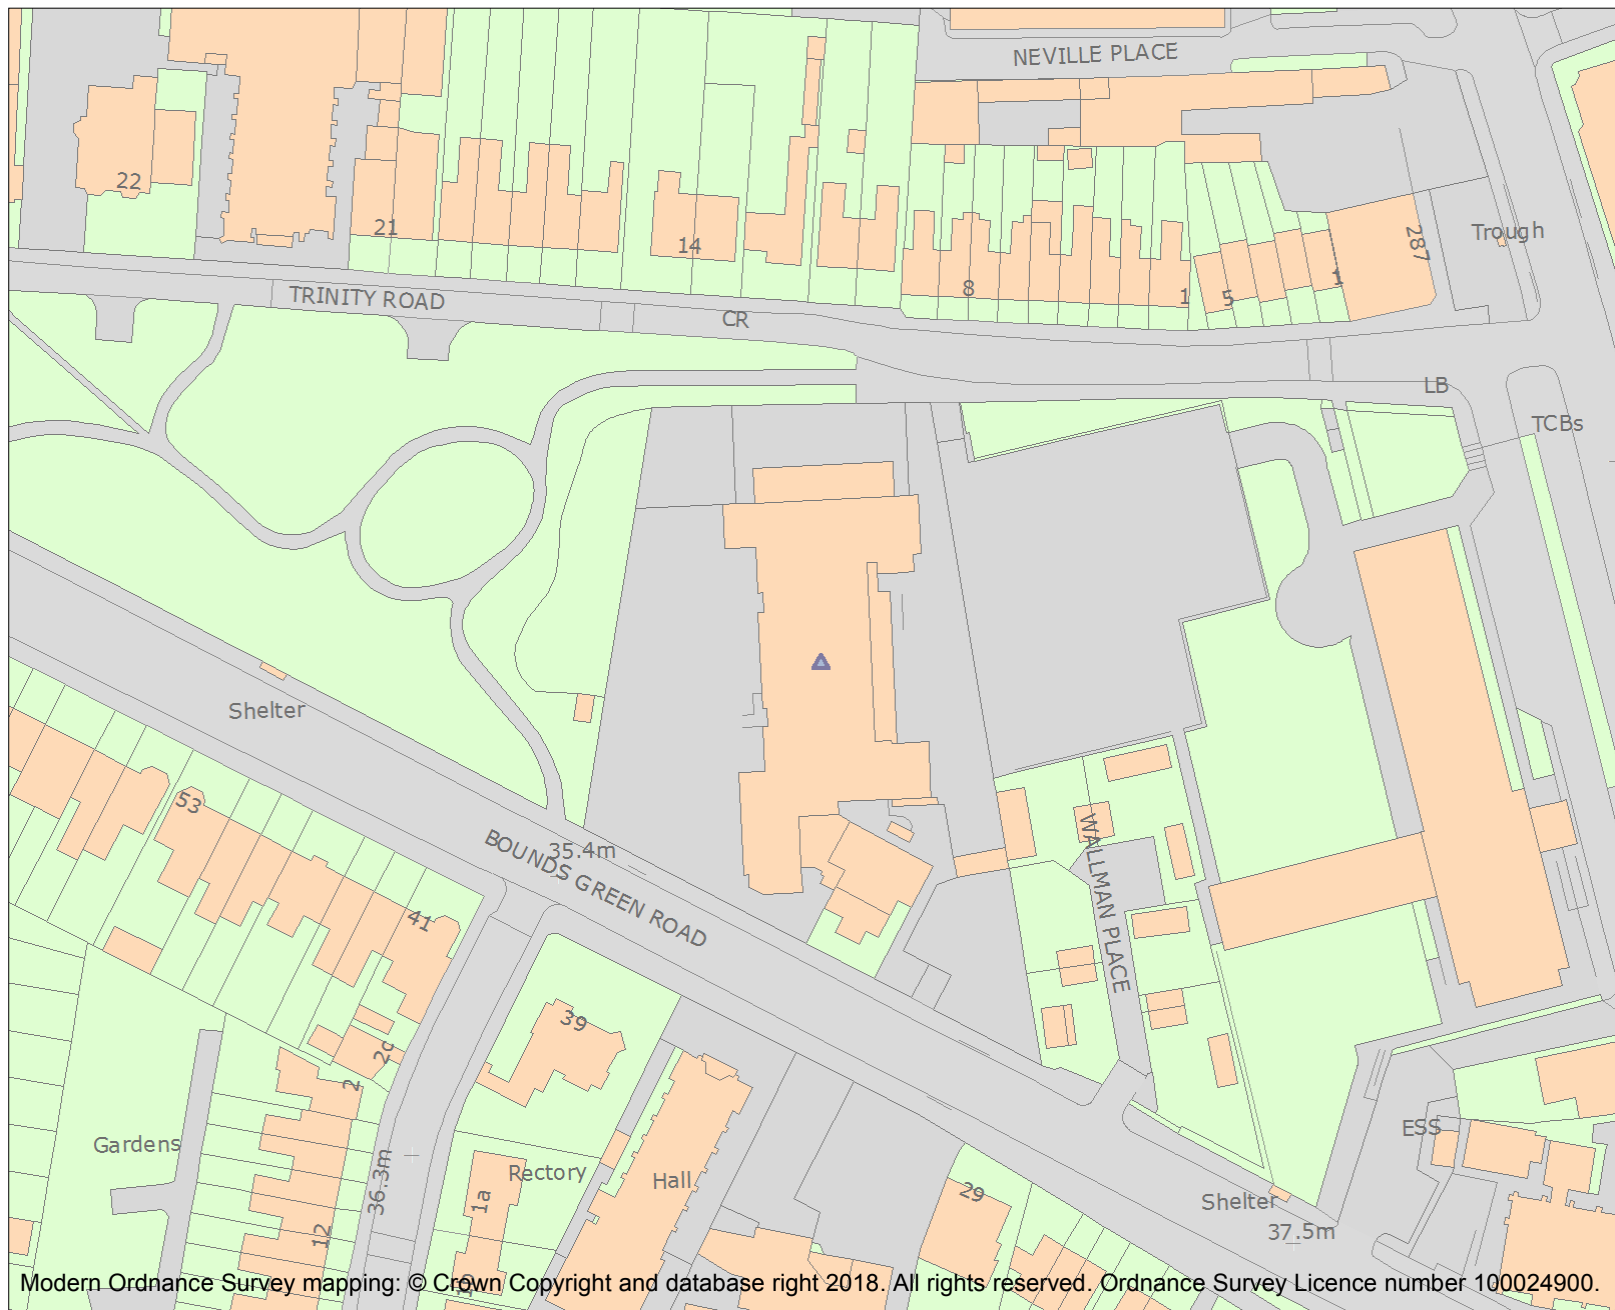 NEVILLE PLACE
22
21
14
287
Trough
TRINITY ROAD
8
1
5
1
CR
LB
TCBs
Shelter
53
BOUNDS GREEN ROAD
35.4m
WALLMAN PLACE
41
39
2c
2
Gardens
36.3m
Rectory
Hall
1a
ESS
29
Shelter
37.5m
12
1b
Modern Ordnance Survey mapping: © Crown Copyright and database right 2018. All rights reserved. Ordnance Survey Licence number 100024900.